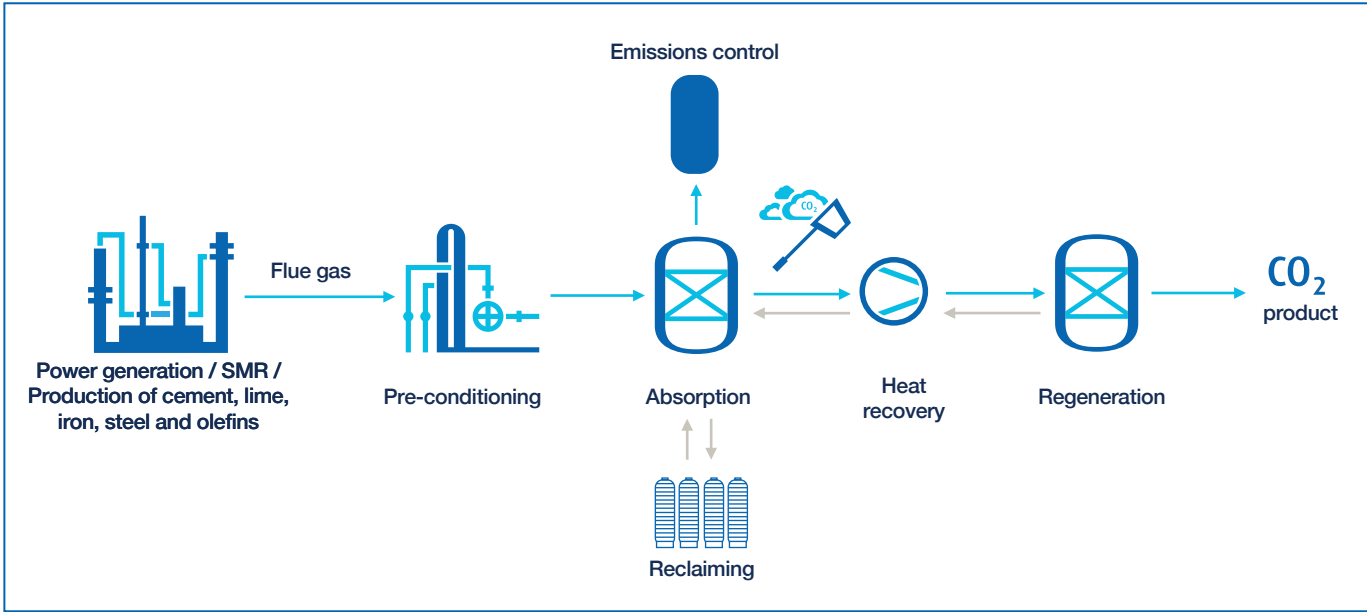 Emissions control
CO2
Flue gas
CO2
product
Power generation / SMR /
Production of cement, lime,
iron, steel and olefins
Pre-conditioning
Absorption
Heat
recovery
Regeneration
Reclaiming